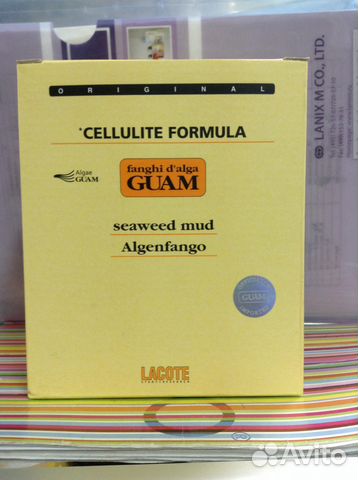 ORIGINAL
*CELLULITE FORMULA
Algae
GUAM
fanghi d'alga
GUAM
seaweed mud
Algenfango
GUAM
LACOTE
LANIX M CO., LTD.
Avito